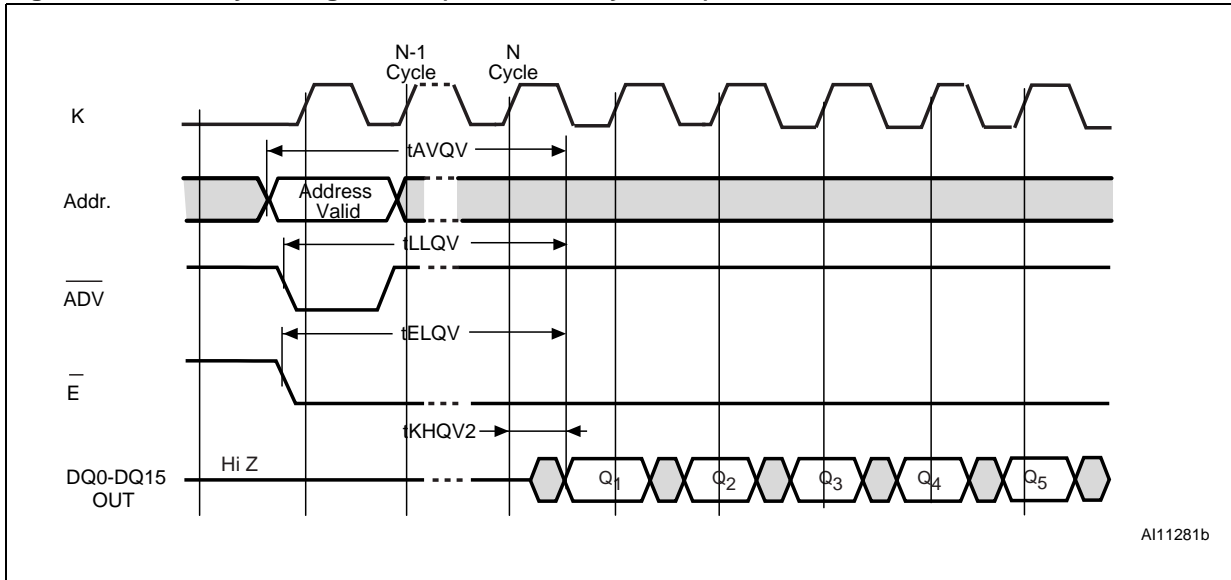 N-1
Cycle
N
Cycle
K
tAVQV
Addr.
Address
Valid
tLLQV
ADV
tELQV
E
tKHQV2
DQ0-DQ15
OUT
Hi Z
Q1
Q2
Q3
Q4
Q5
AI11281b